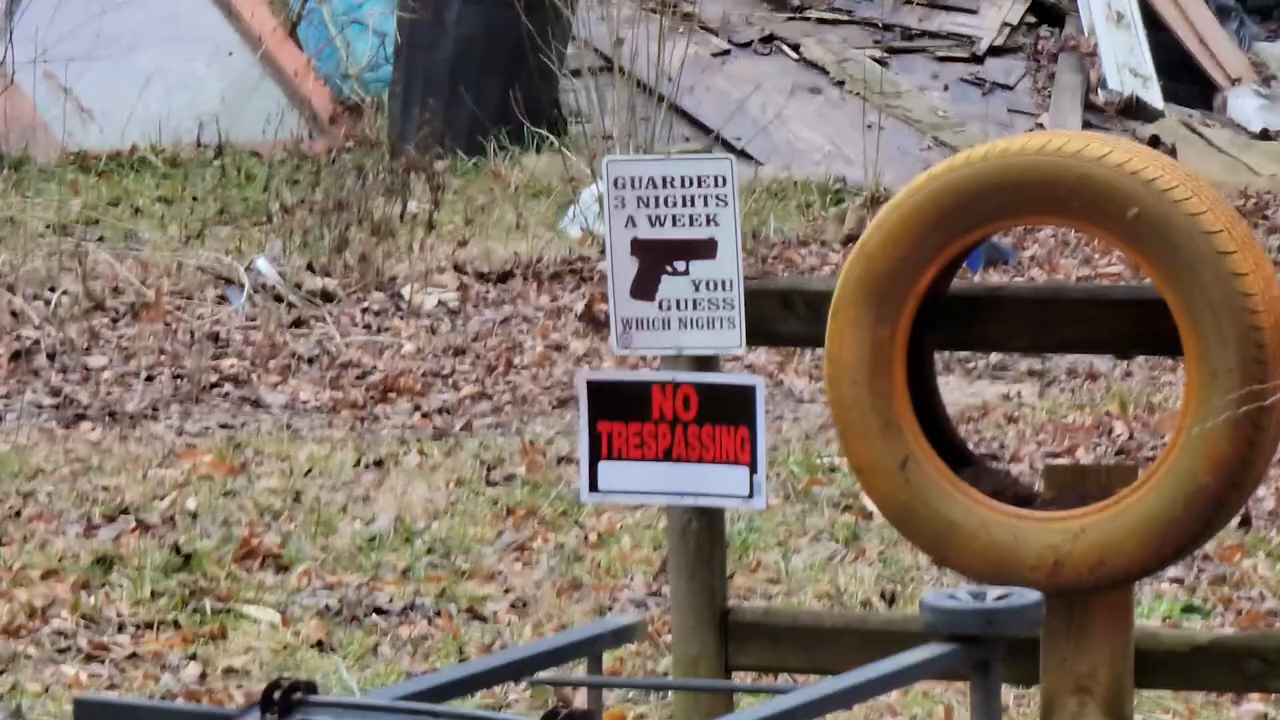 GUARDED
3 NIGHTS
A WEEK
YOU
GUESS
WHICH NIGHTS
NO
TRESPASSING